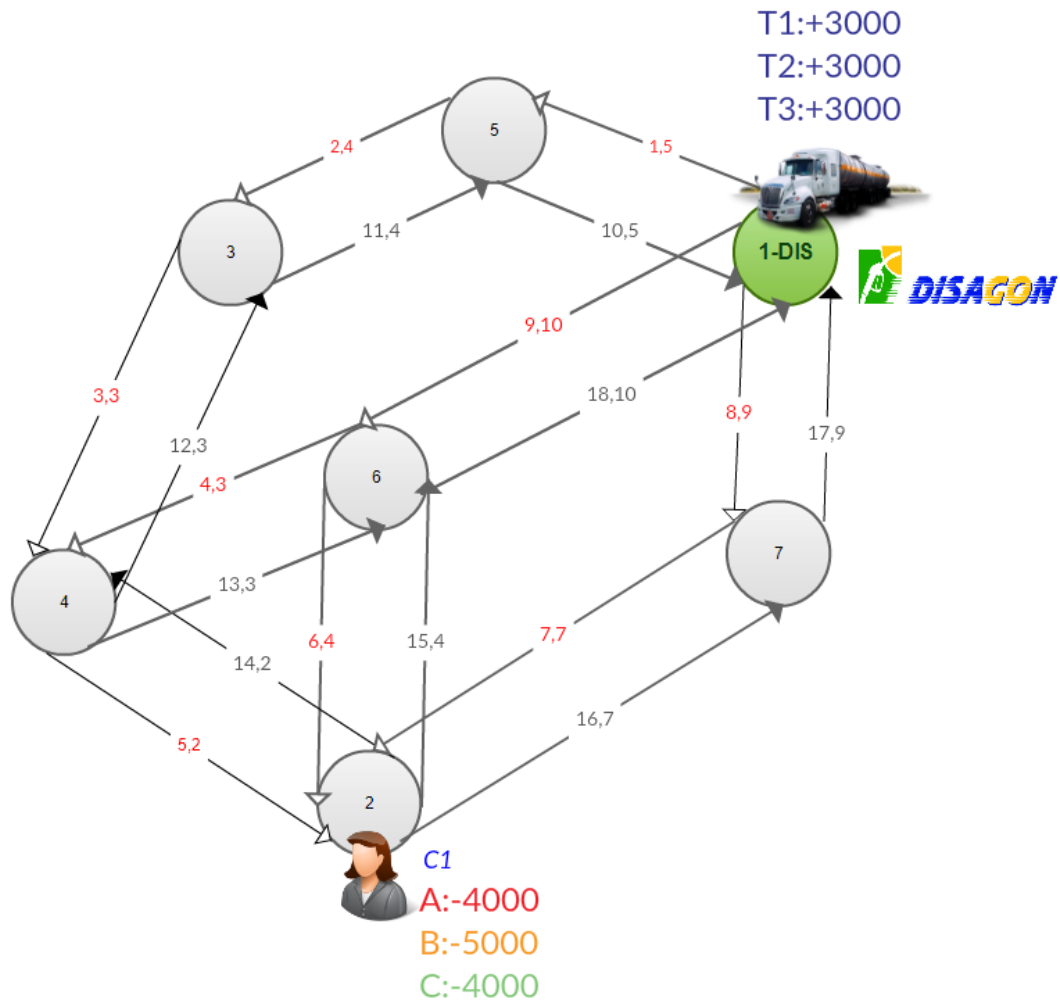 T1:+3000
T2:+3000
T3:+3000
5
2,4
1,5
11,4
10,5
3
1-DIS
DISAGON
9,10
3,3
18,10
8,9
12,3
17,9
6
4,3
7
4
13,3
6,4
15,4
7,7
14,2
16,7
5,2
2
C1
A:-4000
B:-5000
C:-4000